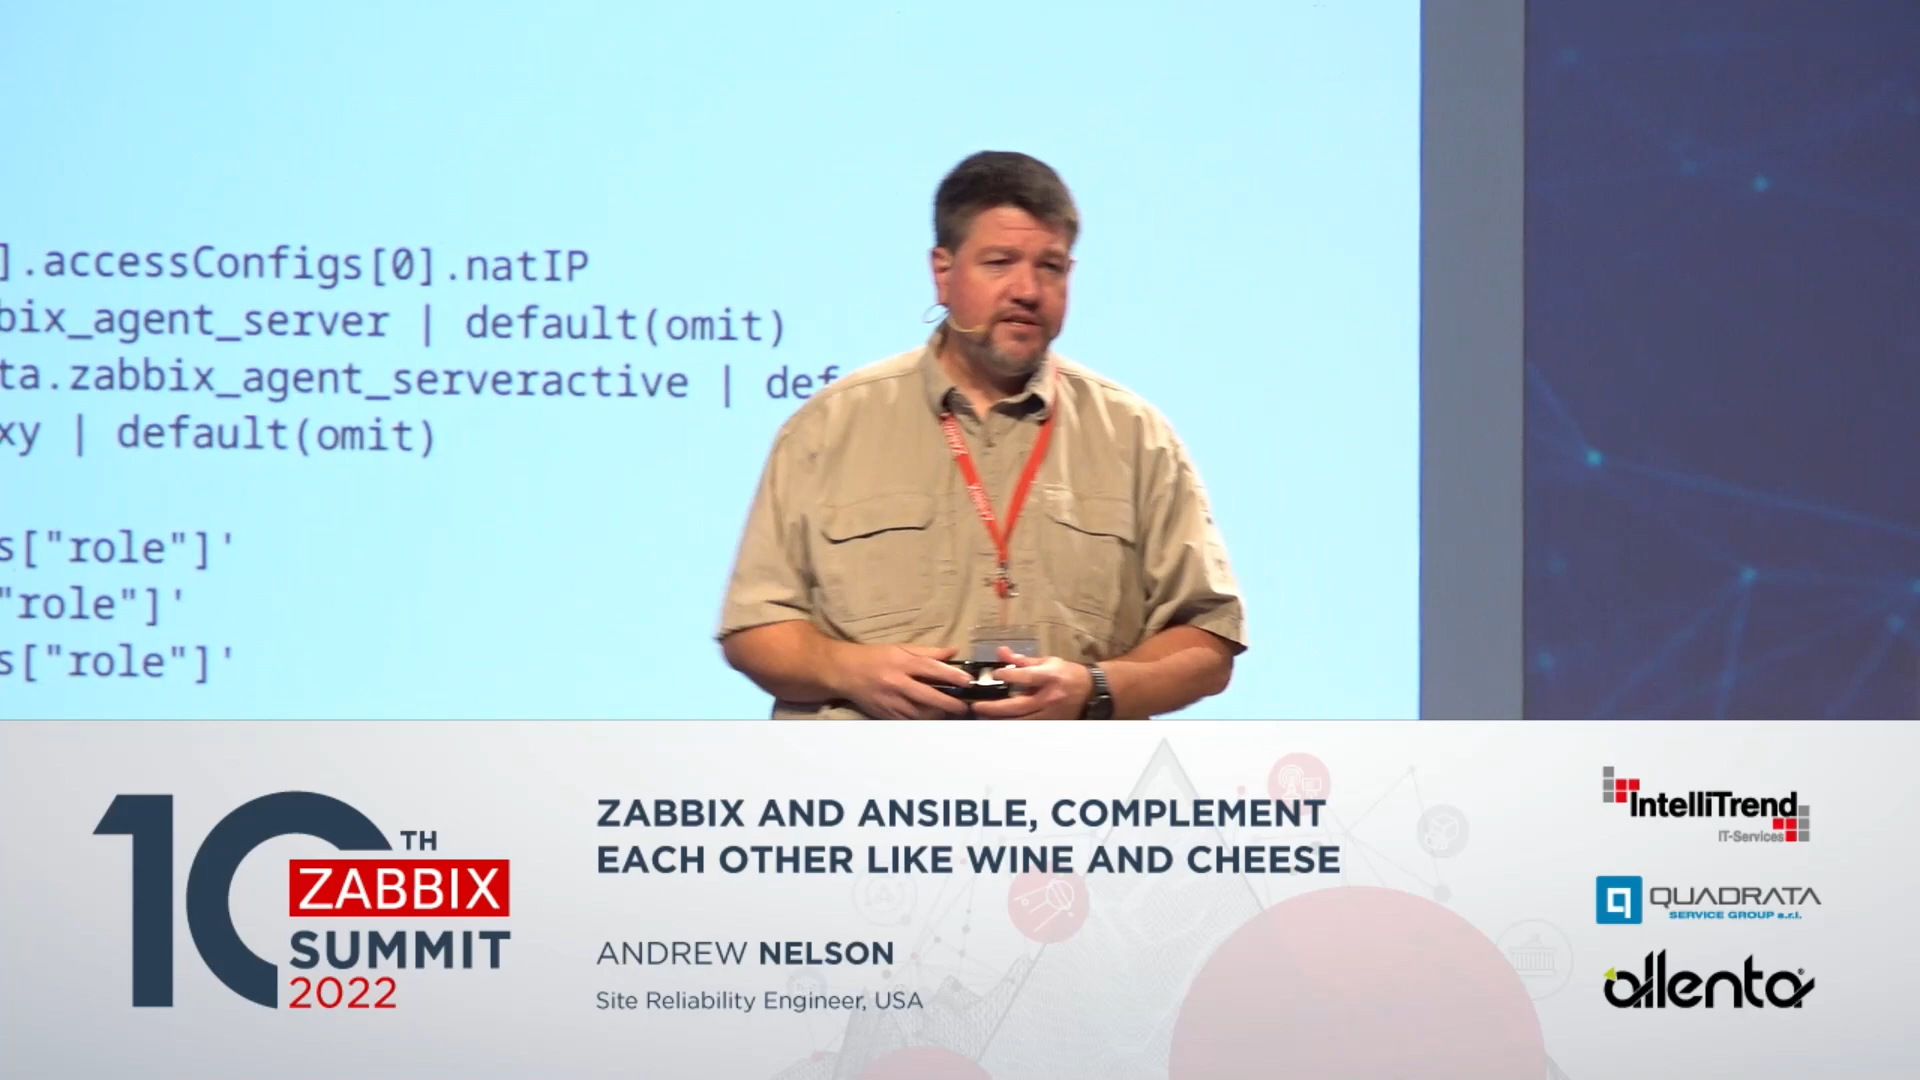 ].accessConfigs[0].natIP
bix_agent_server | default(omit)
ta.zabbix_agent_serveractive | def
xy | default(omit)
s["role"]'
"role"]'
s["role"]'
10TH
ZABBIX
SUMMIT
2022
ZABBIX AND ANSIBLE, COMPLEMENT
EACH OTHER LIKE WINE AND CHEESE
ANDREW NELSON
Site Reliability Engineer, USA
IntelliTrend
IT-Services
QUADRATA
SERVICE GROUP s.r.l.
allenta